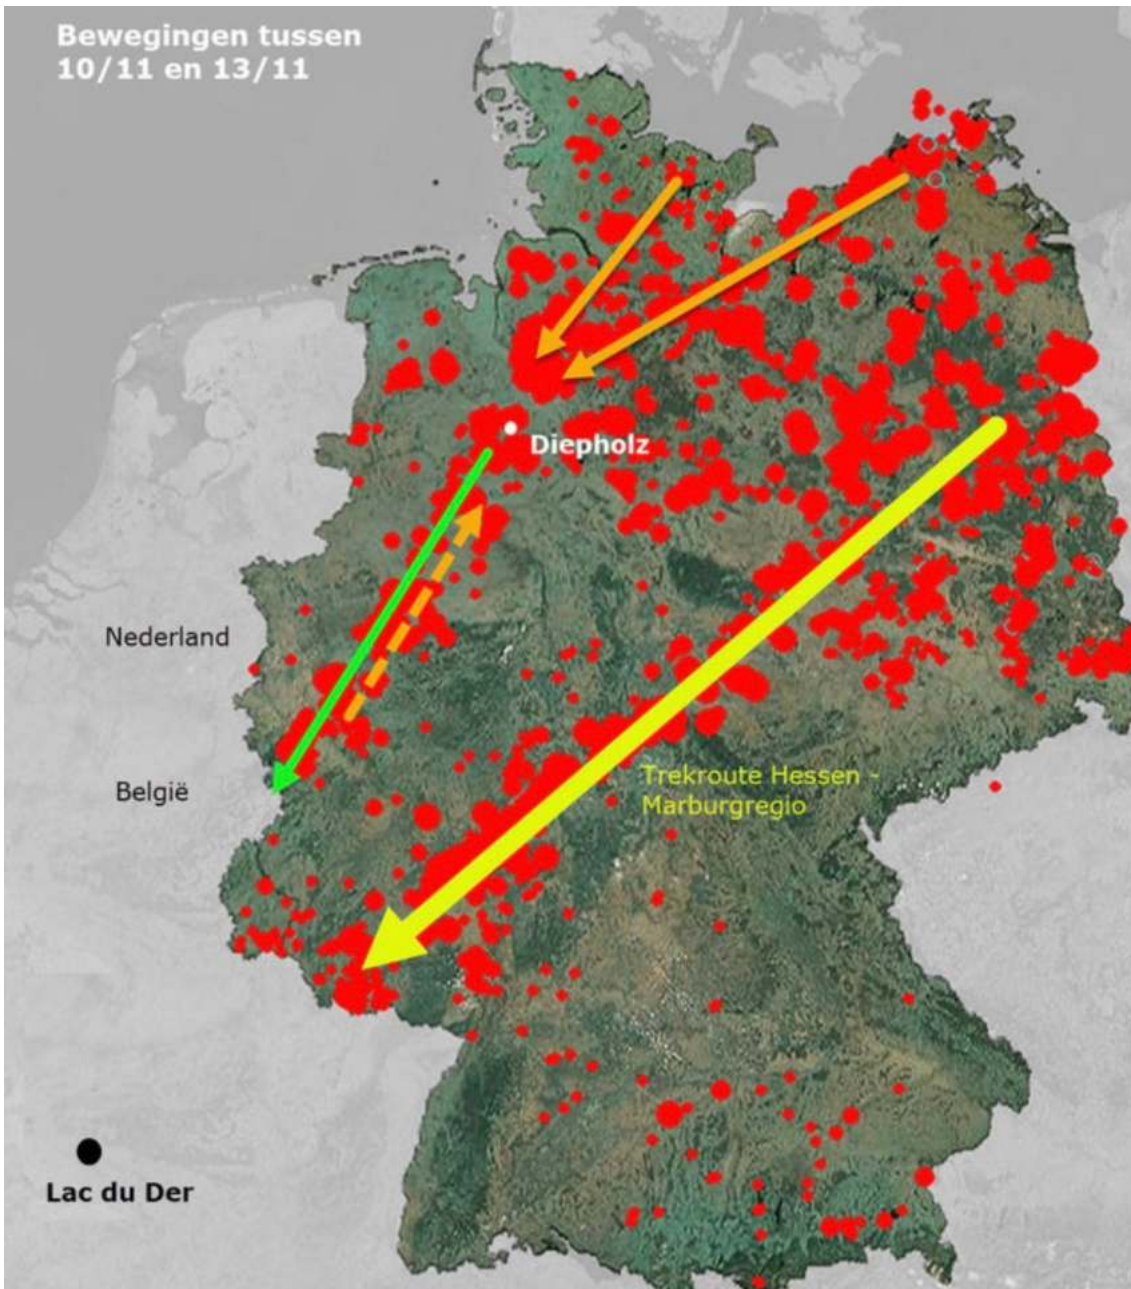 Bewegingen tussen
10/11 en 13/11
Diepholz
Nederland
België
Trekroute Hessen -
Marburgregio
Lac du Der